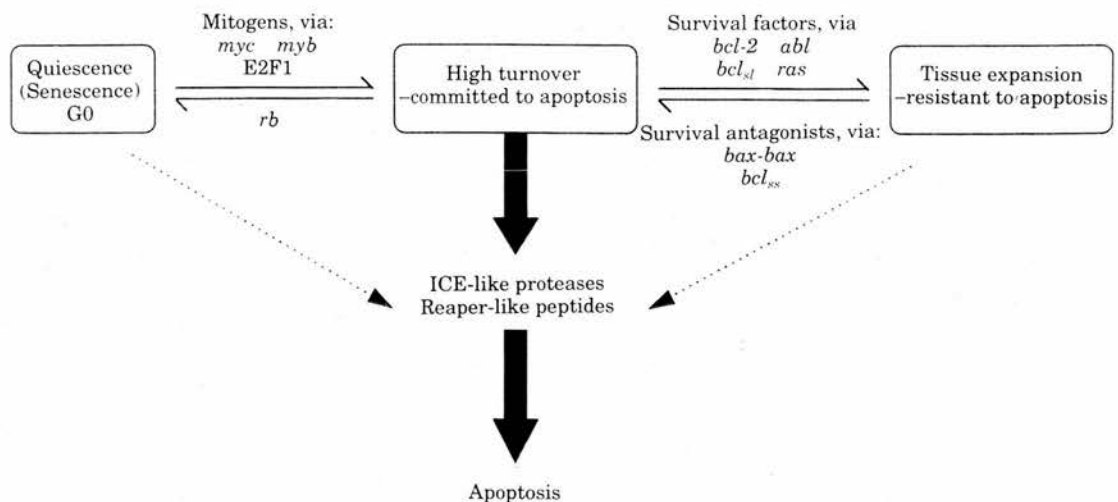 Mitogens, via:
myc myb
E2F1
rb
Quiescence
(Senescence)
G0
High turnover
–committed to apoptosis
Survival factors, via
bcl-2 abl
bcl_sl ras
Survival antagonists, via:
bax-bax
bcl_ss
Tissue expansion
–resistant to apoptosis
ICE-like proteases
Reaper-like peptides
Apoptosis